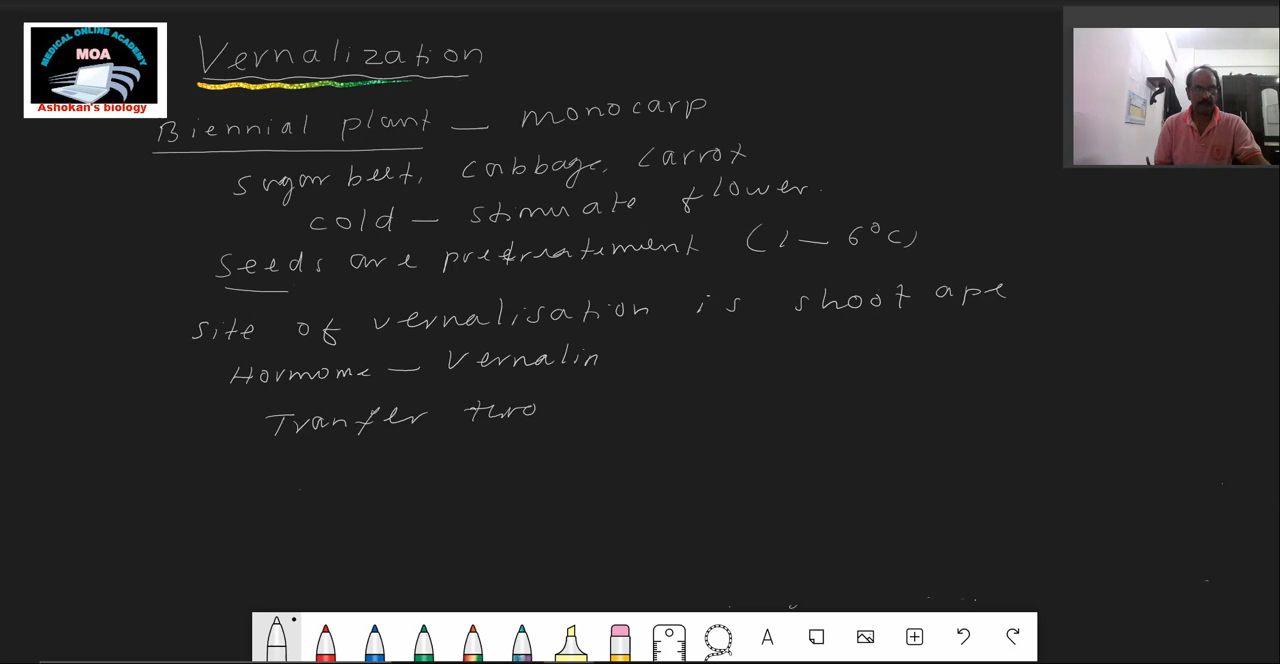 MEDICAL ONLINE ACADEMY
MOA
Ashokan's biology
Vernalization
Biennial plant — monocarp
sugar beet, cabbage, carrot
cold — stimulate flower.
Seeds are pretreatement (1 — 6°C)
site of vernalisation is shoot ape
Hormome — Vernalin
Tranfer thro
A